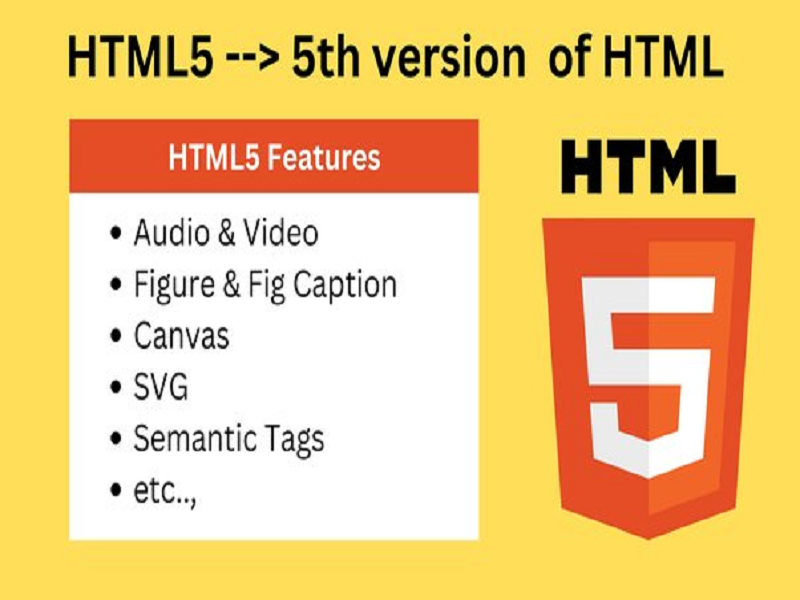 HTML5 --> 5th version of HTML
HTML5 Features
• Audio & Video
• Figure & Fig Caption
• Canvas
• SVG
• Semantic Tags
• etc..,
HTML
5